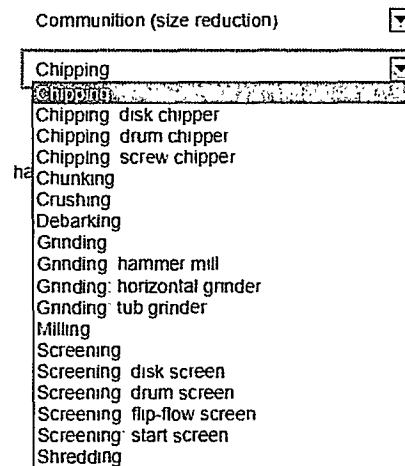 Communition (size reduction)
Chipping
Chipping
Chipping disk chipper
Chipping drum chipper
Chipping screw chipper
ha
Chunking
Crushing
Debarking
Grinding
Grinding hammer mill
Grinding: horizontal grinder
Grinding tub grinder
Milling
Screening
Screening disk screen
Screening drum screen
Screening flip-flow screen
Screening start screen
Shredding